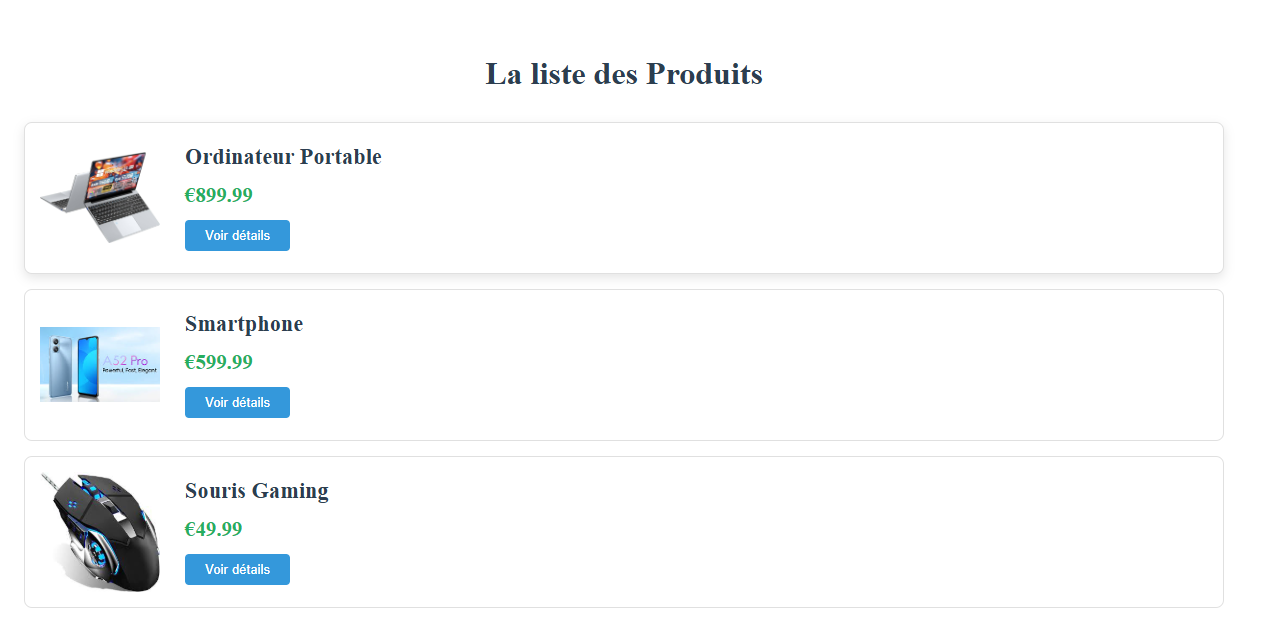 La liste des Produits
Ordinateur Portable
€899.99
Voir détails
Smartphone
€599.99
Voir détails
A52 Pro
Powerful, Fast, Elegant
Souris Gaming
€49.99
Voir détails